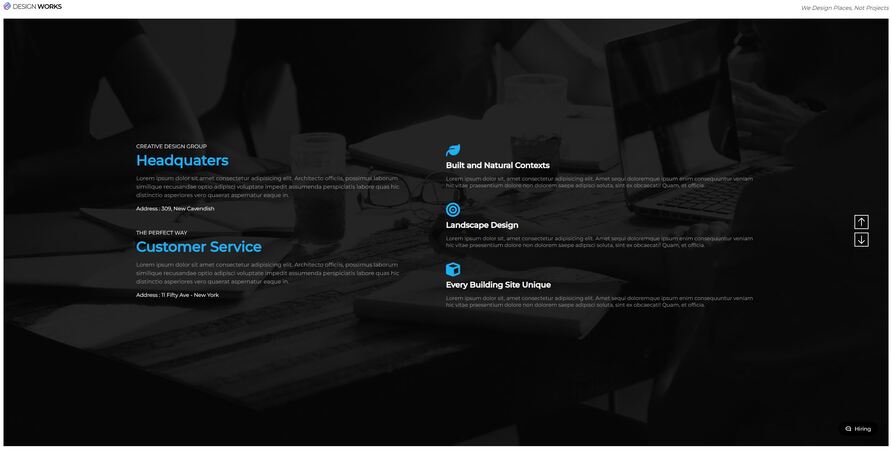 DESIGN WORKS
We Design Places, Not Projects
CREATIVE DESIGN GROUP
Headquaters
Lorem ipsum dolor sit amet consectetur adipisicing elit. Architecto officiis, possimus laborum
similique recusandae optio adipisci voluptate impedit assumenda perspiciatis labore quas hic
distinctio asperiores vero quaerat aspernatur eaque in.
Address : 309, New Cavendish
THE PERFECT WAY
Customer Service
Lorem ipsum dolor sit amet consectetur adipisicing elit. Architecto officiis, possimus laborum
similique recusandae optio adipisci voluptate impedit assumenda perspiciatis labore quas hic
distinctio asperiores vero quaerat aspernatur eaque in.
Address : 11 Fifty Ave - New York
Built and Natural Contexts
Lorem ipsum dolor sit, amet consectetur adipisicing elit. Amet sequi doloremque ipsum enim consequuntur veniam
hic vitae praesentium dolore non dolorem saepe adipisci soluta, sint ex obcaecati! Quam, et officia.
Landscape Design
Lorem ipsum dolor sit, amet consectetur adipisicing elit. Amet sequi doloremque ipsum enim consequuntur veniam
hic vitae praesentium dolore non dolorem saepe adipisci soluta, sint ex obcaecati! Quam, et officia.
Every Building Site Unique
Lorem ipsum dolor sit, amet consectetur adipisicing elit. Amet sequi doloremque ipsum enim consequuntur veniam
hic vitae praesentium dolore non dolorem saepe adipisci soluta, sint ex obcaecati! Quam, et officia.
Hiring